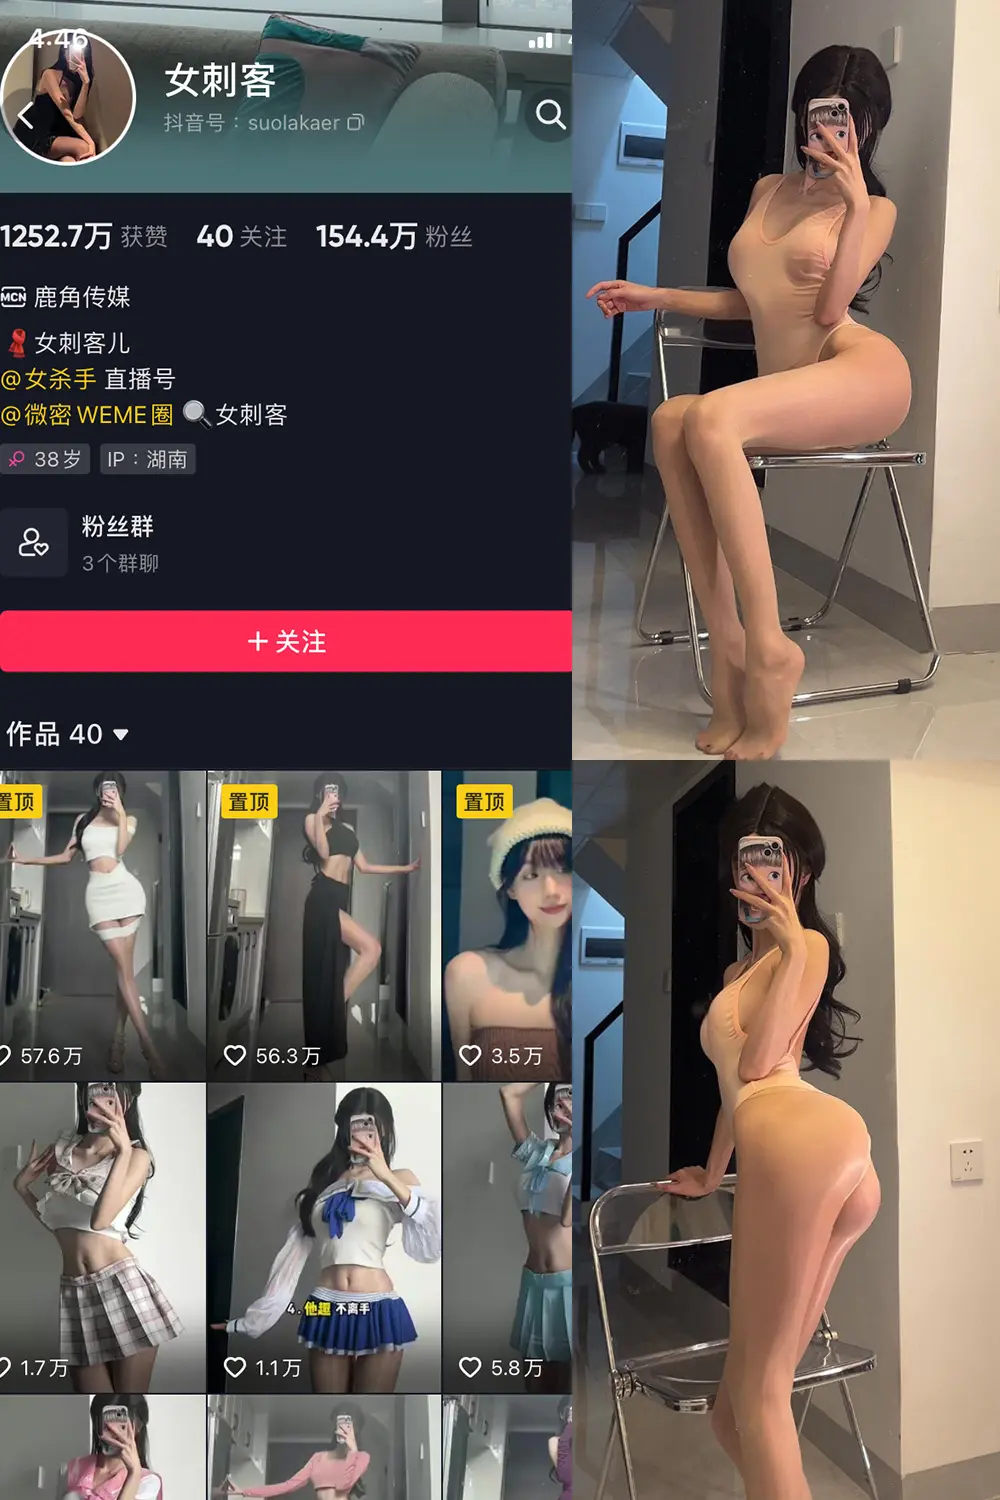 4:46
女刺客
抖音号：suolakaer
1252.7万 获赞 40 关注 154.4万 粉丝
MCN 鹿角传媒
女刺客儿
@女杀手 直播号
@微密WEME圈 女刺客
38岁 IP：湖南
粉丝群
3个群聊
+ 关注
作品 40
置顶 置顶 置顶
57.6万 56.3万 3.5万
4.他趣 不离手
1.7万 1.1万 5.8万